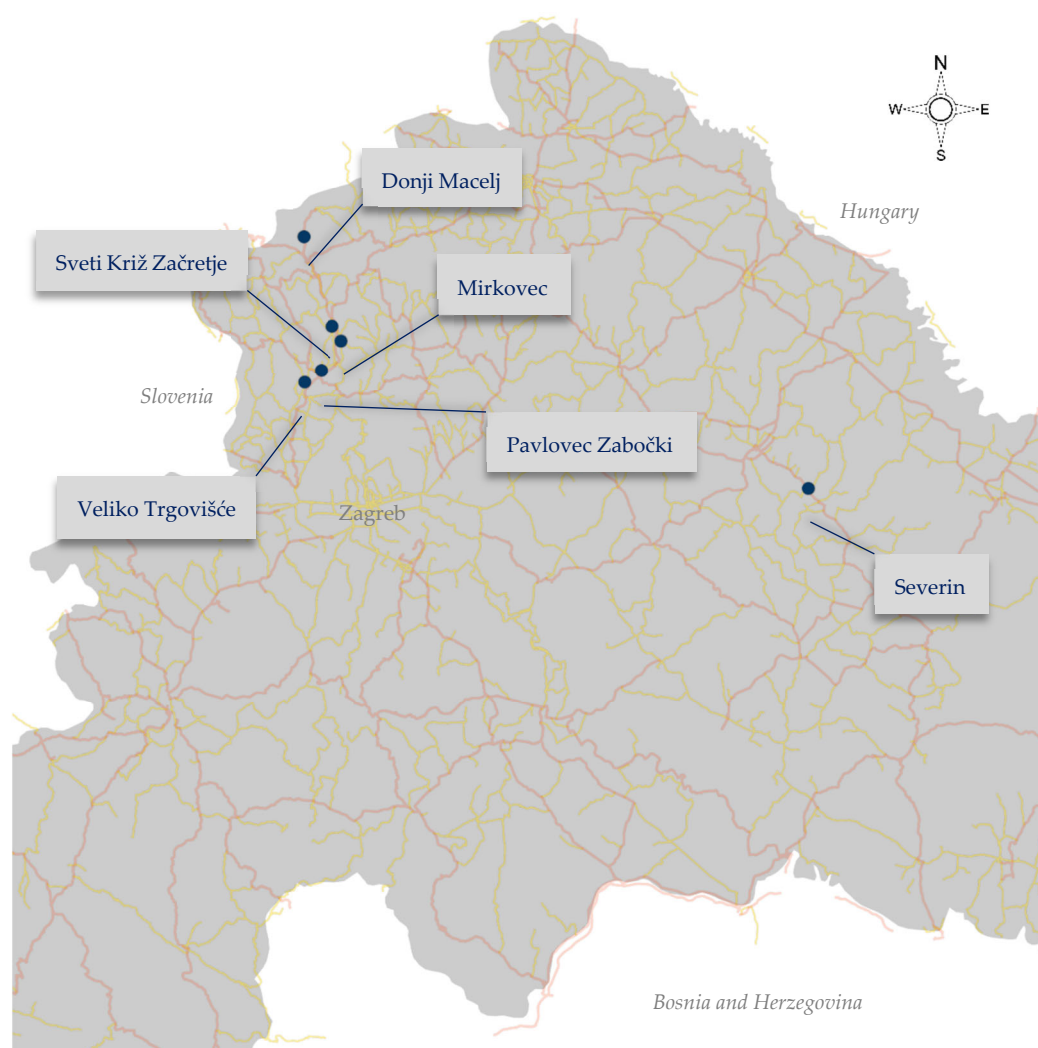 N
W
E
S
Donji Macelj
Hungary
Sveti Križ Začretje
Mirkovec
Slovenia
Pavlovec Zabočki
Veliko Trgovišće
Zagreb
Severin
Bosnia and Herzegovina